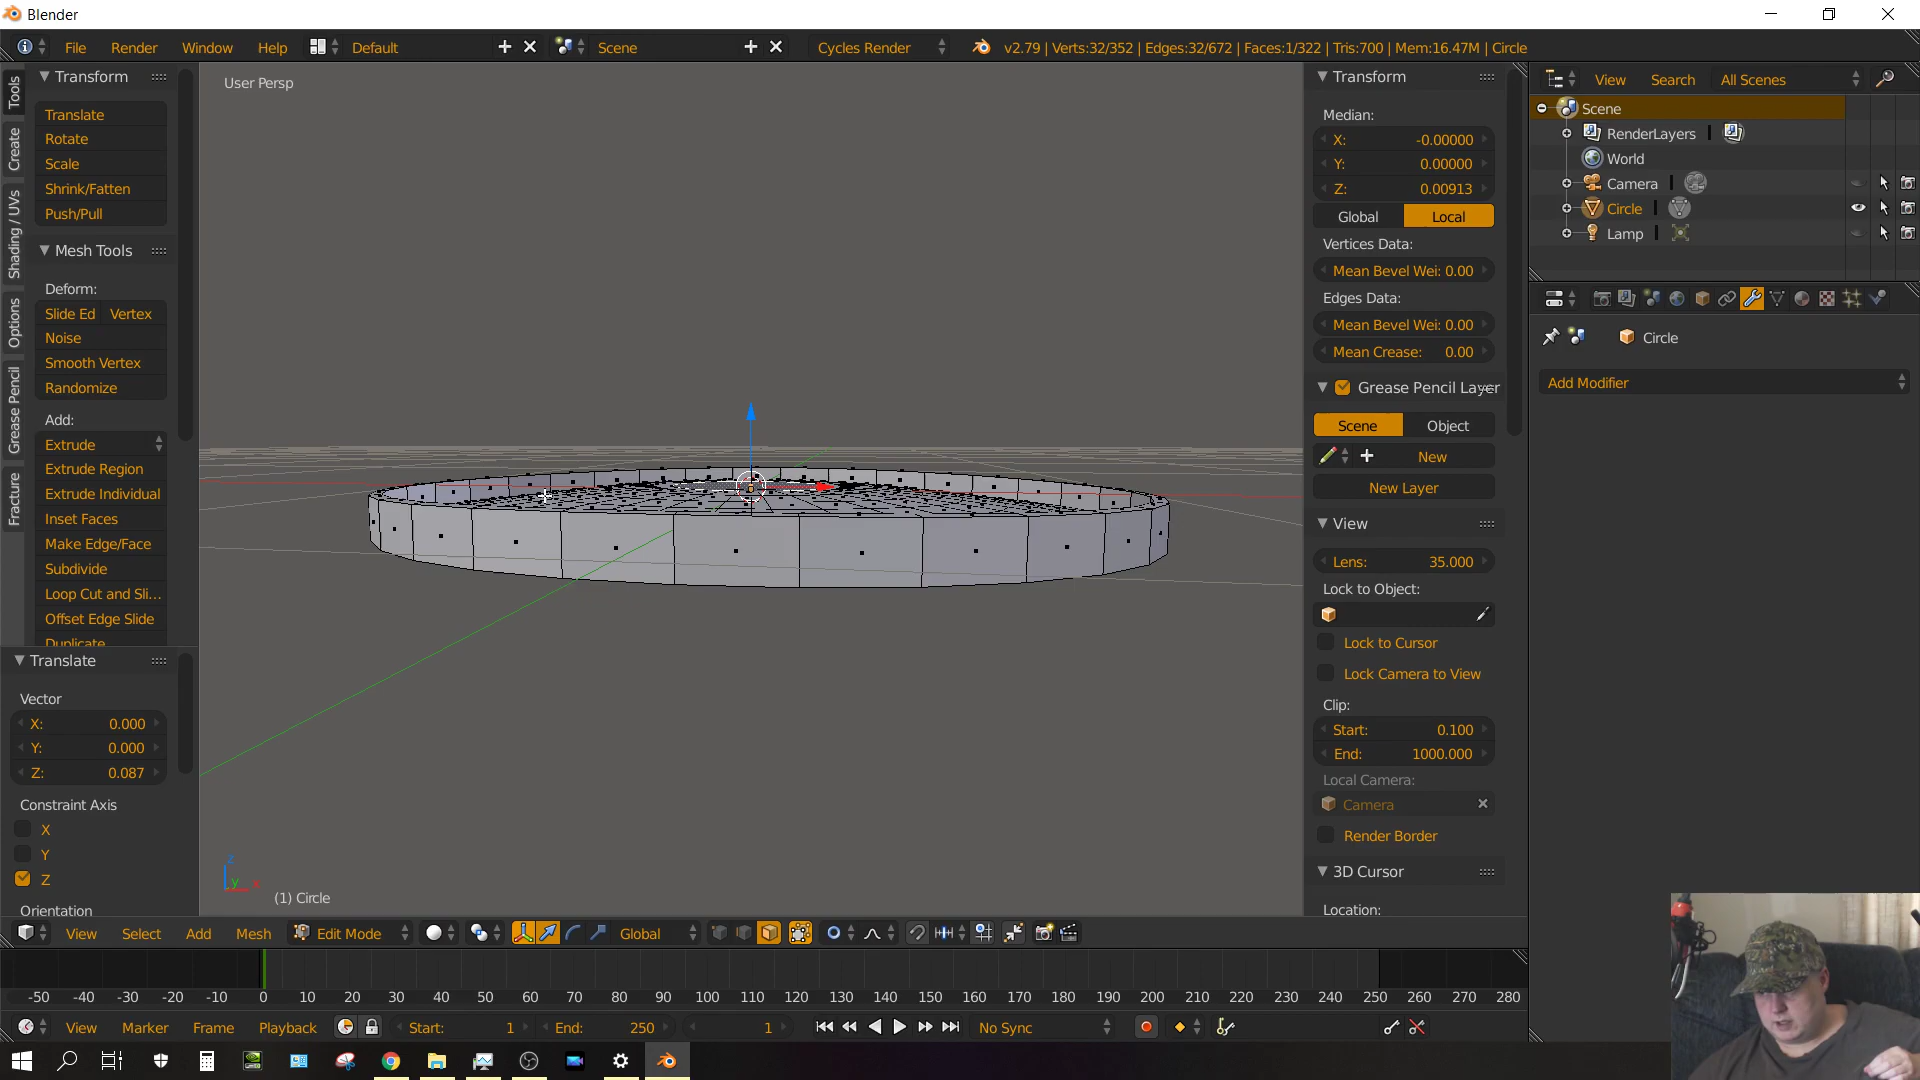 Blender
File Render Window Help Default Scene Cycles Render v2.79 | Verts:32/352 | Edges:32/672 | Faces:1/322 | Tris:700 | Mem:16.47M | Circle
Tools
Create
Shading / UVs
Options
Grease Pencil
Fracture
Transform
Translate
Rotate
Scale
Shrink/Fatten
Push/Pull
Mesh Tools
Deform:
Slide Ed Vertex
Noise
Smooth Vertex
Randomize
Add:
Extrude
Extrude Region
Extrude Individual
Inset Faces
Make Edge/Face
Subdivide
Loop Cut and Sli...
Offset Edge Slide
Duplicate
Translate
Vector
X: 0.000
Y: 0.000
Z: 0.087
Constraint Axis
X
Y
Z
Orientation
User Persp
z
y
x
(1) Circle
Transform
Median:
X: -0.00000
Y: 0.00000
Z: 0.00913
Global Local
Vertices Data:
Mean Bevel Wei: 0.00
Edges Data:
Mean Bevel Wei: 0.00
Mean Crease: 0.00
Grease Pencil Layer
Scene Object
New
New Layer
View
Lens: 35.000
Lock to Object:
Lock to Cursor
Lock Camera to View
Clip:
Start: 0.100
End: 1000.000
Local Camera:
Camera
Render Border
3D Cursor
Location:
View Search All Scenes
Scene
RenderLayers
World
Camera
Circle
Lamp
Circle
Add Modifier
View Select Add Mesh Edit Mode Global
-50 -40 -30 -20 -10 0 10 20 30 40 50 60 70 80 90 100 110 120 130 140 150 160 170 180 190 200 210 220 230 240 250 260 270 280
View Marker Frame Playback Start: 1 End: 250 1 No Sync